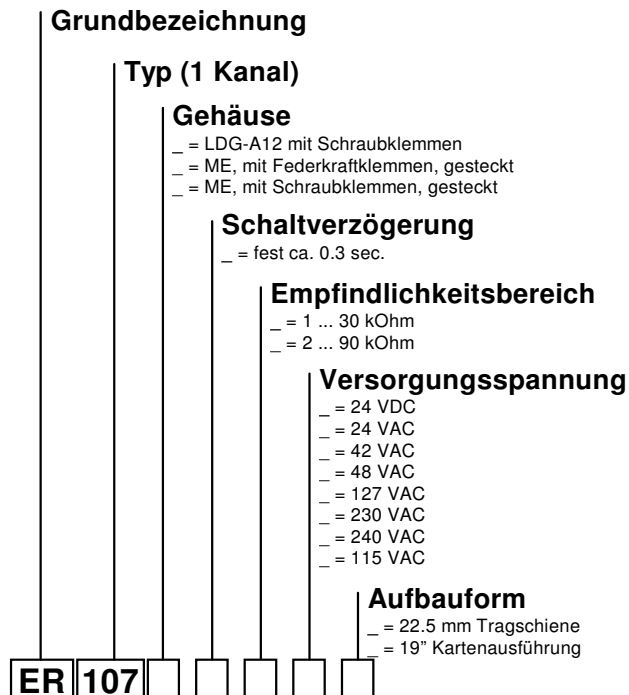 Grundbezeichnung
Typ (1 Kanal)
Gehäuse
_ = LDG-A12 mit Schraubklemmen
_ = ME, mit Federkraftklemmen, gesteckt
_ = ME, mit Schraubklemmen, gesteckt
Schaltverzögerung
_ = fest ca. 0.3 sec.
Empfindlichkeitsbereich
_ = 1 ... 30 kOhm
_ = 2 ... 90 kOhm
Versorgungsspannung
_ = 24 VDC
_ = 24 VAC
_ = 42 VAC
_ = 48 VAC
_ = 127 VAC
_ = 230 VAC
_ = 240 VAC
_ = 115 VAC
Aufbauform
_ = 22.5 mm Tragschiene
_ = 19” Kartenausführung
ER 107